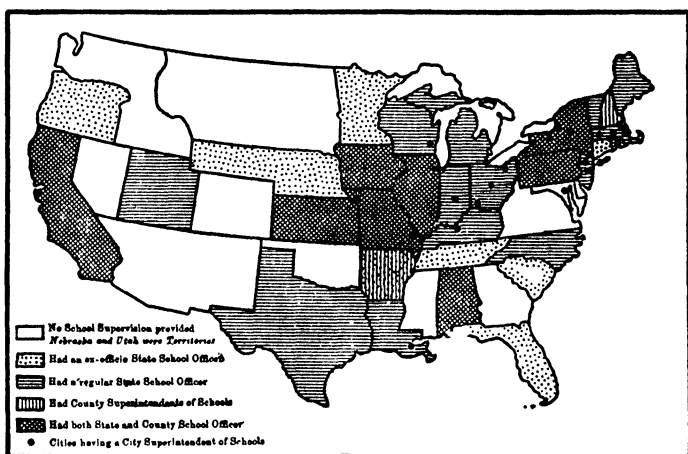 No School Supervision provided
Nebraska and Utah were Territories
Had an ex-officio State School Officer
Had a regular State School Officer
Had County Superintendents of Schools
Had both State and County School Officer
Cities having a City Superintendent of Schools